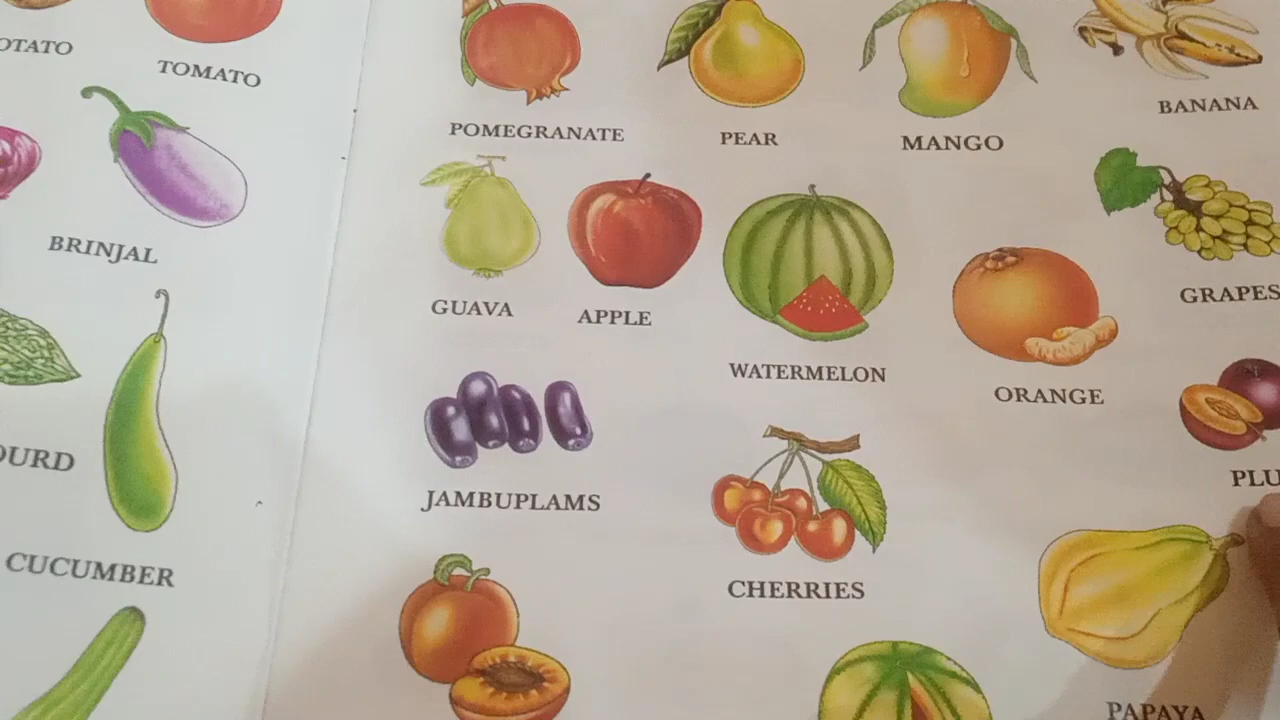 OTATO
TOMATO
BRINJAL
OURD
CUCUMBER
POMEGRANATE
PEAR
MANGO
BANANA
GUAVA
APPLE
WATERMELON
ORANGE
GRAPES
JAMBUPLAMS
CHERRIES
PLU
PAPAYA